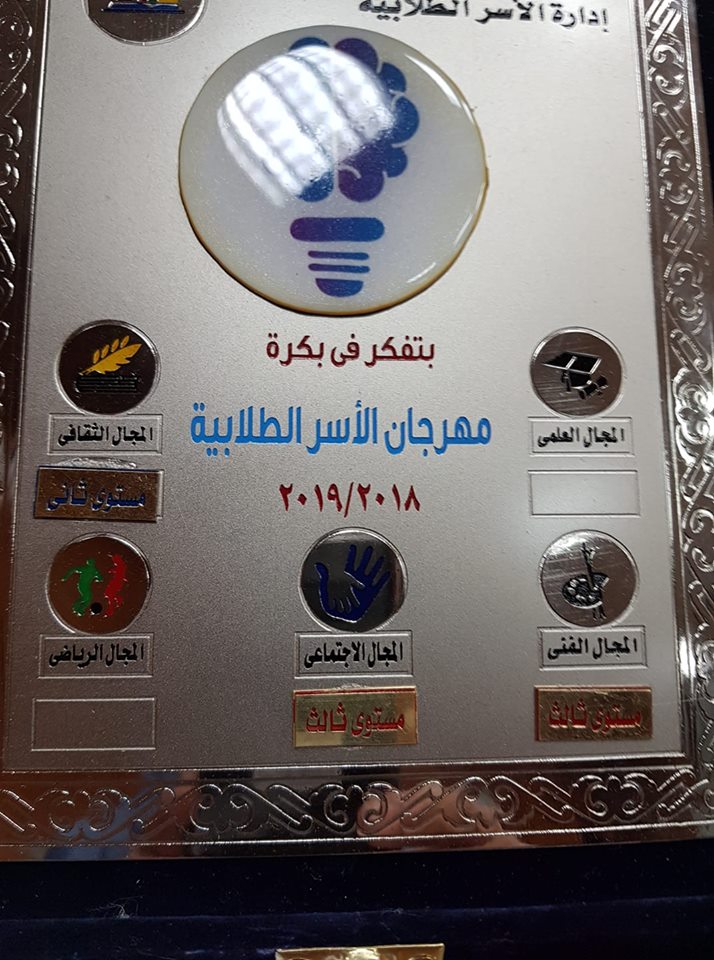 إدارة الأسر الطلابية
بتفكر فى بكرة
مهرجان الأسر الطلابية
٢٠١٩/٢٠١٨
المجال العلمى
المجال الثقافى
مستوى ثانى
المجال الفنى
مستوى ثالث
المجال الاجتماعى
مستوى ثالث
المجال الرياضى